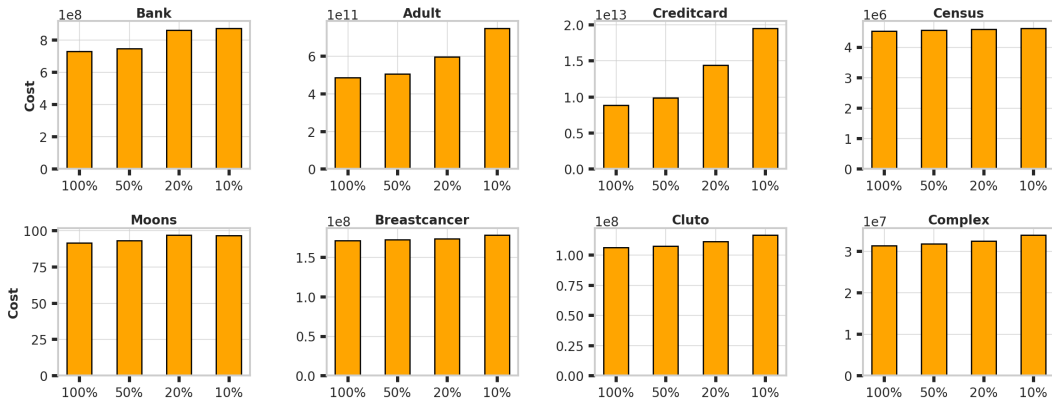 Bank
1e8
Cost
8
6
4
2
0
100% 50% 20% 10%
Adult
1e11
6
4
2
0
100% 50% 20% 10%
Creditcard
1e13
2.0
1.5
1.0
0.5
0.0
100% 50% 20% 10%
Census
1e6
4
3
2
1
0
100% 50% 20% 10%
Moons
Cost
100
75
50
25
0
100% 50% 20% 10%
Breastcancer
1e8
1.5
1.0
0.5
0.0
100% 50% 20% 10%
Cluto
1e8
1.00
0.75
0.50
0.25
0.00
100% 50% 20% 10%
Complex
1e7
3
2
1
0
100% 50% 20% 10%